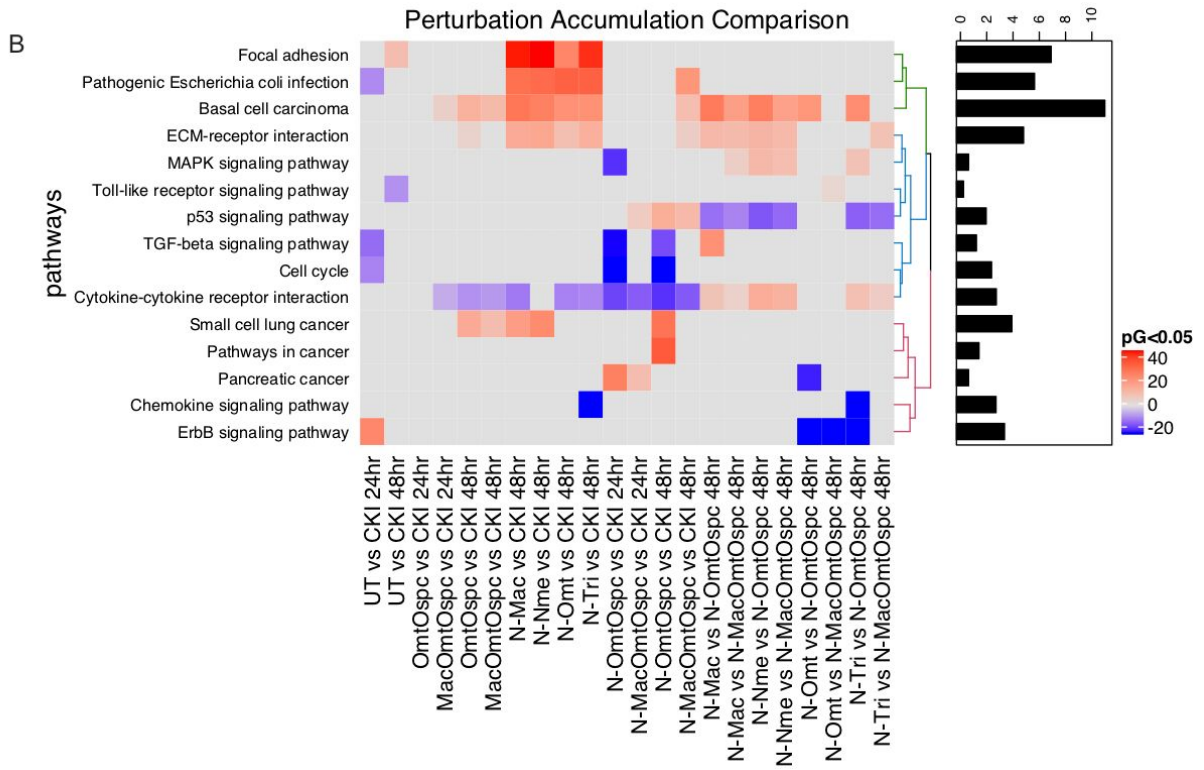 B
Perturbation Accumulation Comparison
0 2 4 6 8 10
pathways
Focal adhesion
Pathogenic Escherichia coli infection
Basal cell carcinoma
ECM-receptor interaction
MAPK signaling pathway
Toll-like receptor signaling pathway
p53 signaling pathway
TGF-beta signaling pathway
Cell cycle
Cytokine-cytokine receptor interaction
Small cell lung cancer
Pathways in cancer
Pancreatic cancer
Chemokine signaling pathway
ErbB signaling pathway
pG<0.05
40
20
0
-20
UT vs CKI 24hr
UT vs CKI 48hr
OmtOspc vs CKI 24hr
MacOmtOspc vs CKI 24hr
OmtOspc vs CKI 48hr
MacOmtOspc vs CKI 48hr
N-Mac vs CKI 48hr
N-Nme vs CKI 48hr
N-Omt vs CKI 48hr
N-Tri vs CKI 48hr
N-OmtOspc vs CKI 24hr
N-MacOmtOspc vs CKI 24hr
N-OmtOspc vs CKI 48hr
N-MacOmtOspc vs CKI 48hr
N-Mac vs N-OmtOspc 48hr
N-Mac vs N-MacOmtOspc 48hr
N-Nme vs N-OmtOspc 48hr
N-Nme vs N-MacOmtOspc 48hr
N-Omt vs N-OmtOspc 48hr
N-Omt vs N-MacOmtOspc 48hr
N-Tri vs N-OmtOspc 48hr
N-Tri vs N-MacOmtOspc 48hr